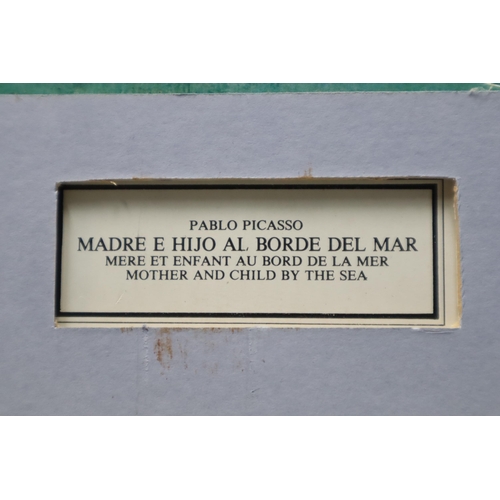 PABLO PICASSO
MADRE E HIJO AL BORDE DEL MAR
MERE ET ENFANT AU BORD DE LA MER
MOTHER AND CHILD BY THE SEA